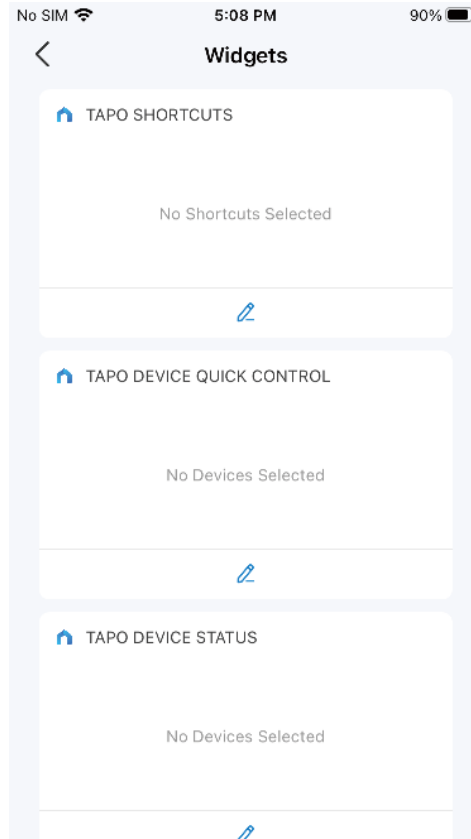 No SIM 5:08 PM 90%
Widgets
TAPO SHORTCUTS
No Shortcuts Selected
TAPO DEVICE QUICK CONTROL
No Devices Selected
TAPO DEVICE STATUS
No Devices Selected